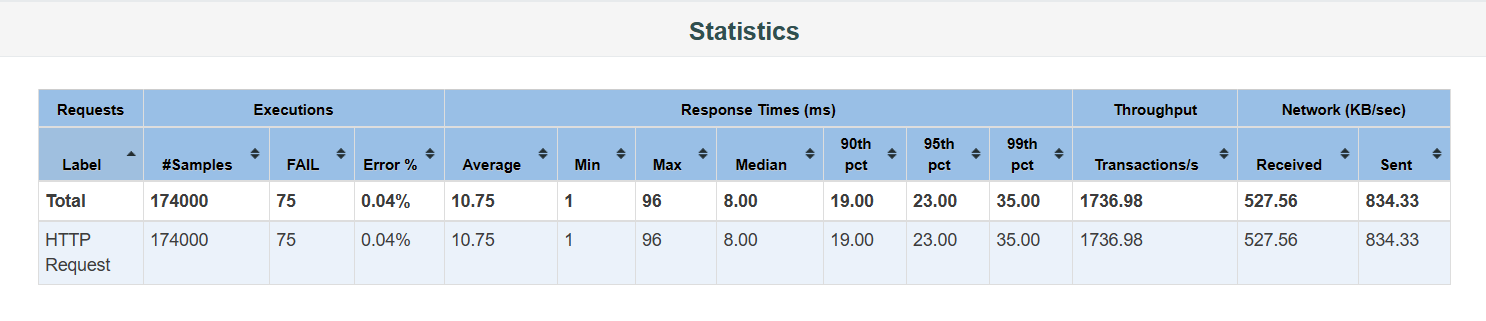 Statistics
Requests Executions Response Times (ms) Throughput Network (KB/sec)
Label #Samples FAIL Error % Average Min Max Median 90th pct 95th pct 99th pct Transactions/s Received Sent
Total 174000 75 0.04% 10.75 1 96 8.00 19.00 23.00 35.00 1736.98 527.56 834.33
HTTP Request 174000 75 0.04% 10.75 1 96 8.00 19.00 23.00 35.00 1736.98 527.56 834.33